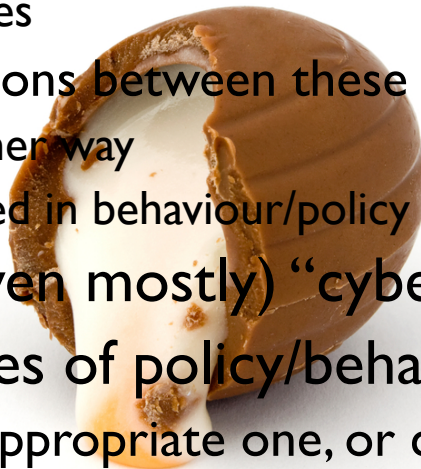 es
ons between these
her way
ed in behaviour/policy
ven mostly) “cybe
es of policy/beha
ppropriate one, or